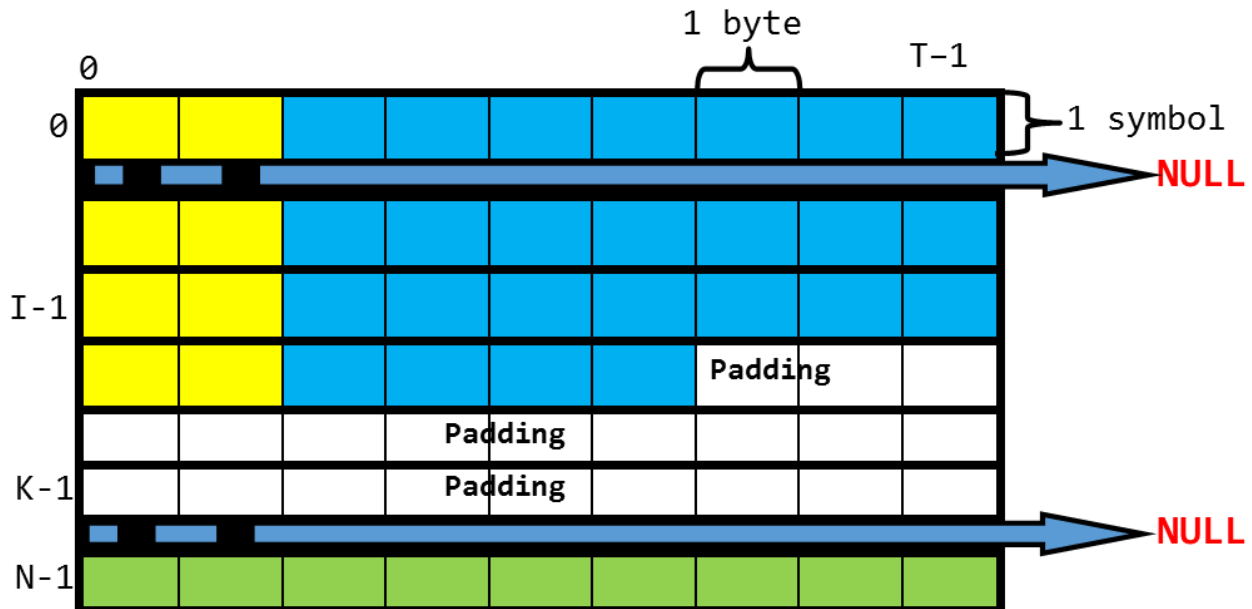 1 byte
0 T–1
0 1 symbol
NULL
I-1
Padding
Padding
K-1 Padding
NULL
N-1